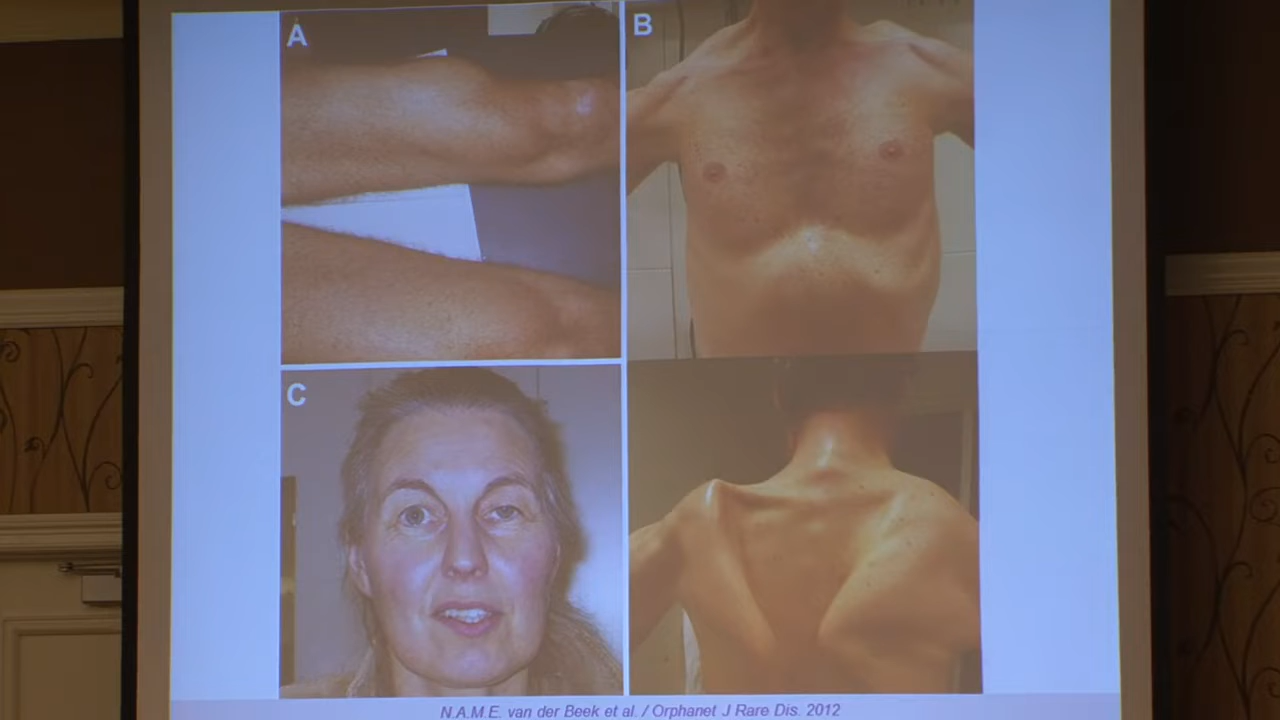 A
B
C
N.A.M.E. van der Beek et al. / Orphanet J Rare Dis. 2012